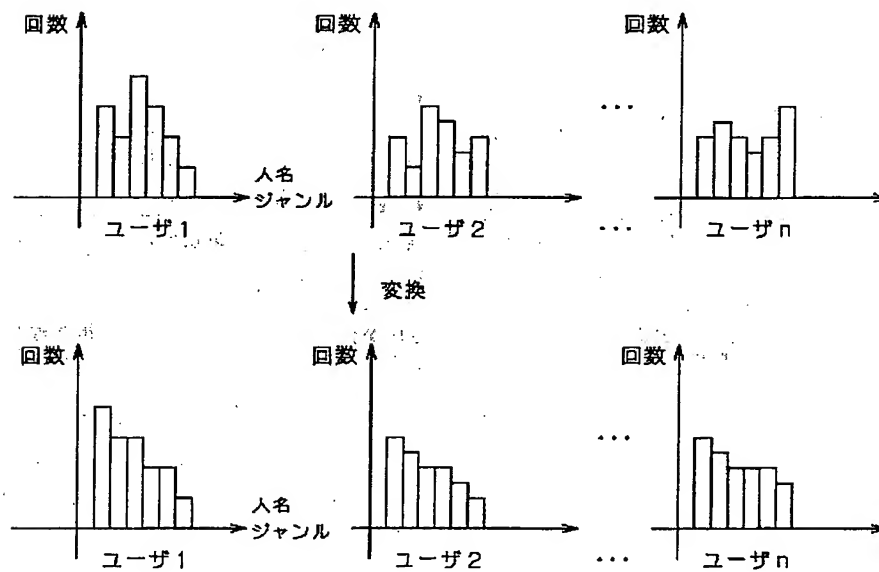 回数
回数
回数
・・・
人名
ジャンル
ユーザ1
ユーザ2
・・・
ユーザn
変換
回数
回数
回数
・・・
人名
ジャンル
ユーザ1
ユーザ2
・・・
ユーザn